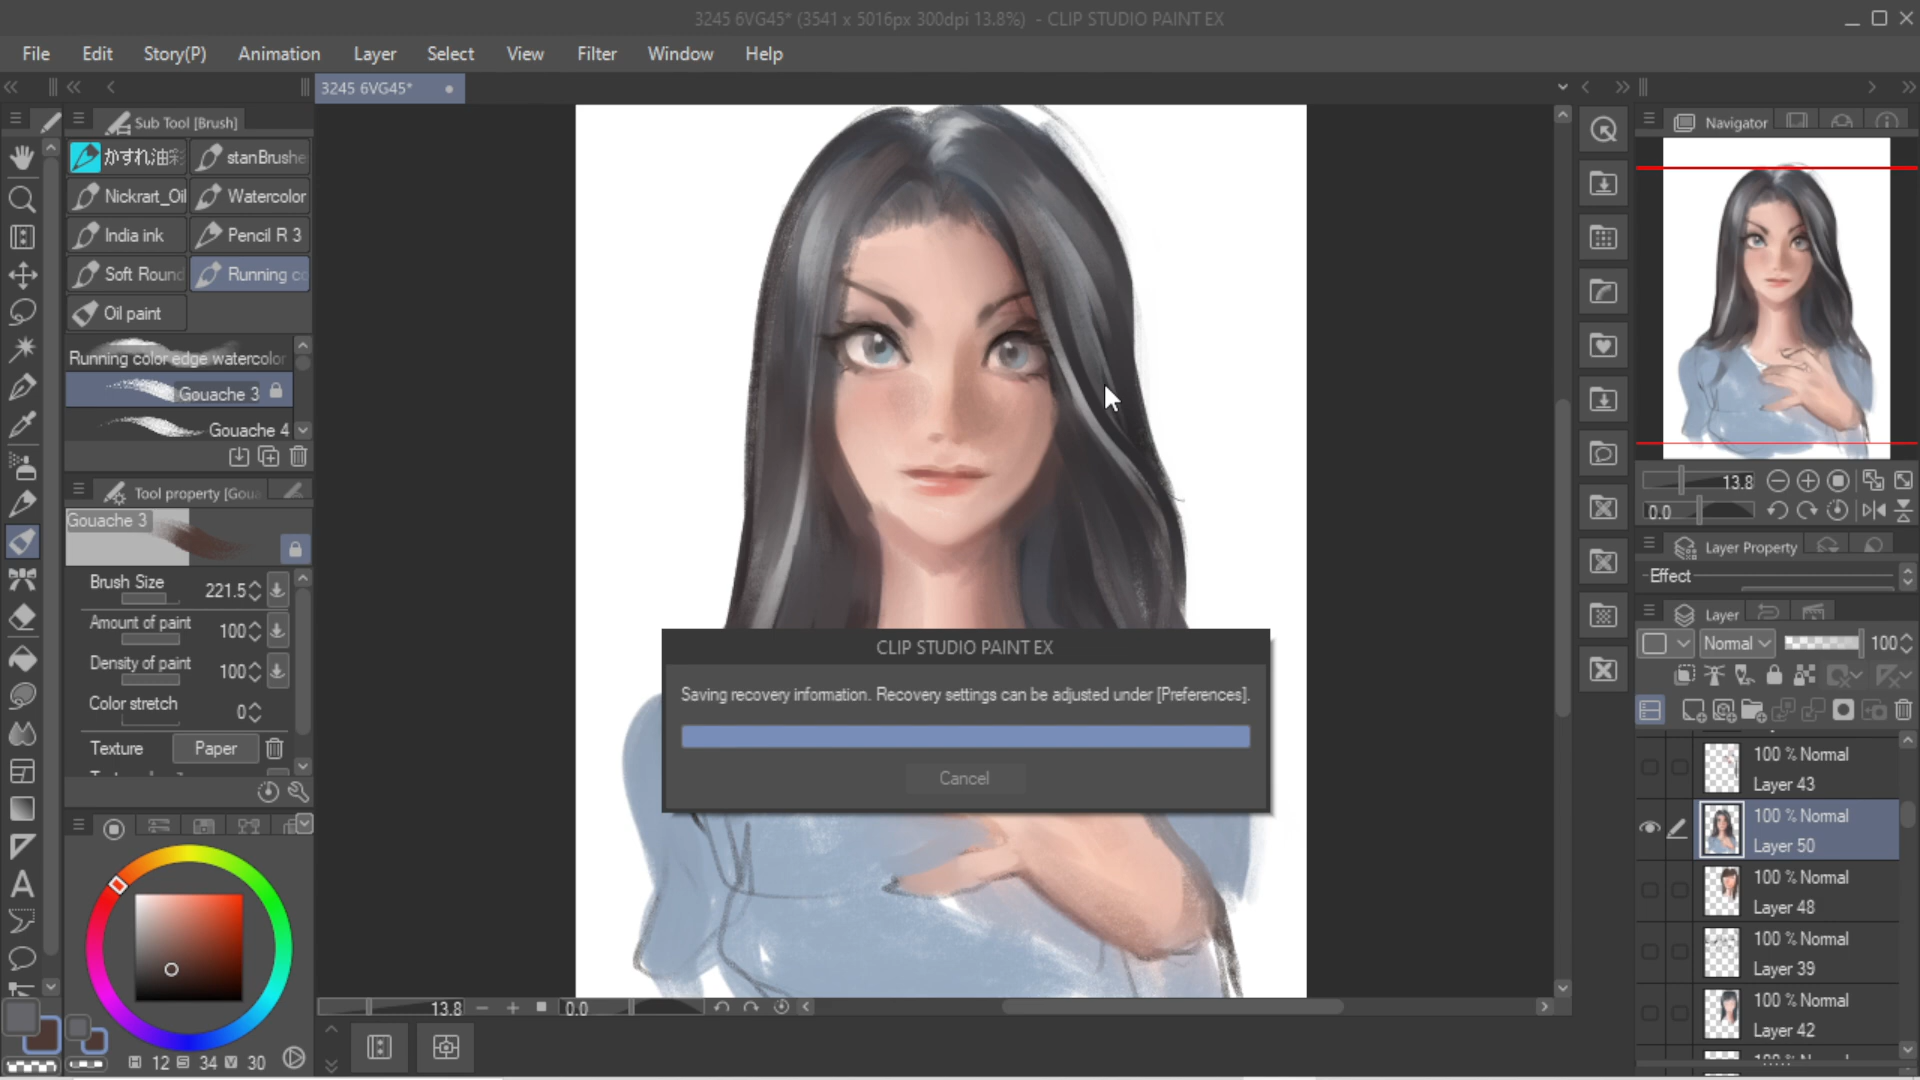 3245 6VG45* (3541 x 5016px 300dpi 13.8%) - CLIP STUDIO PAINT EX
File Edit Story(P) Animation Layer Select View Filter Window Help
3245 6VG45*
Sub Tool [Brush]
かすれ油彩 stanBrushe
Nickrart_Oil Watercolor
India ink Pencil R 3
Soft Round Running co
Oil paint
Running color edge watercolor
Gouache 3
Gouache 4
Tool property [Goua
Gouache 3
Brush Size 221.5
Amount of paint 100
Density of paint 100
Color stretch 0
Texture Paper
H 12 S 34 V 30
CLIP STUDIO PAINT EX
Saving recovery information. Recovery settings can be adjusted under [Preferences].
Cancel
13.8 0.0
Navigator
13.8
0.0
Layer Property
Effect
Layer
Normal 100
100 % Normal
Layer 43
100 % Normal
Layer 50
100 % Normal
Layer 48
100 % Normal
Layer 39
100 % Normal
Layer 42